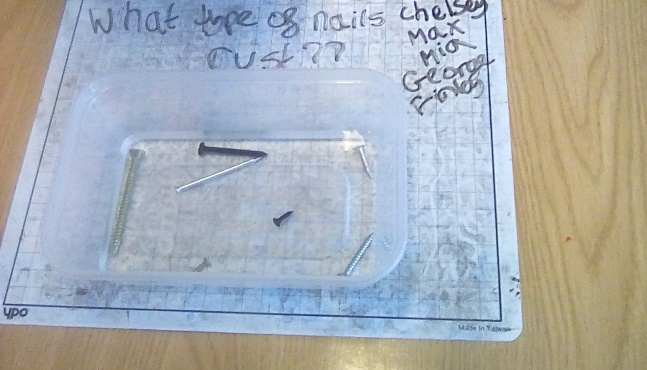 What type of nails
rust??
Chelsey
Max
Mia
George
Finley
YPO
Made in Taiwan